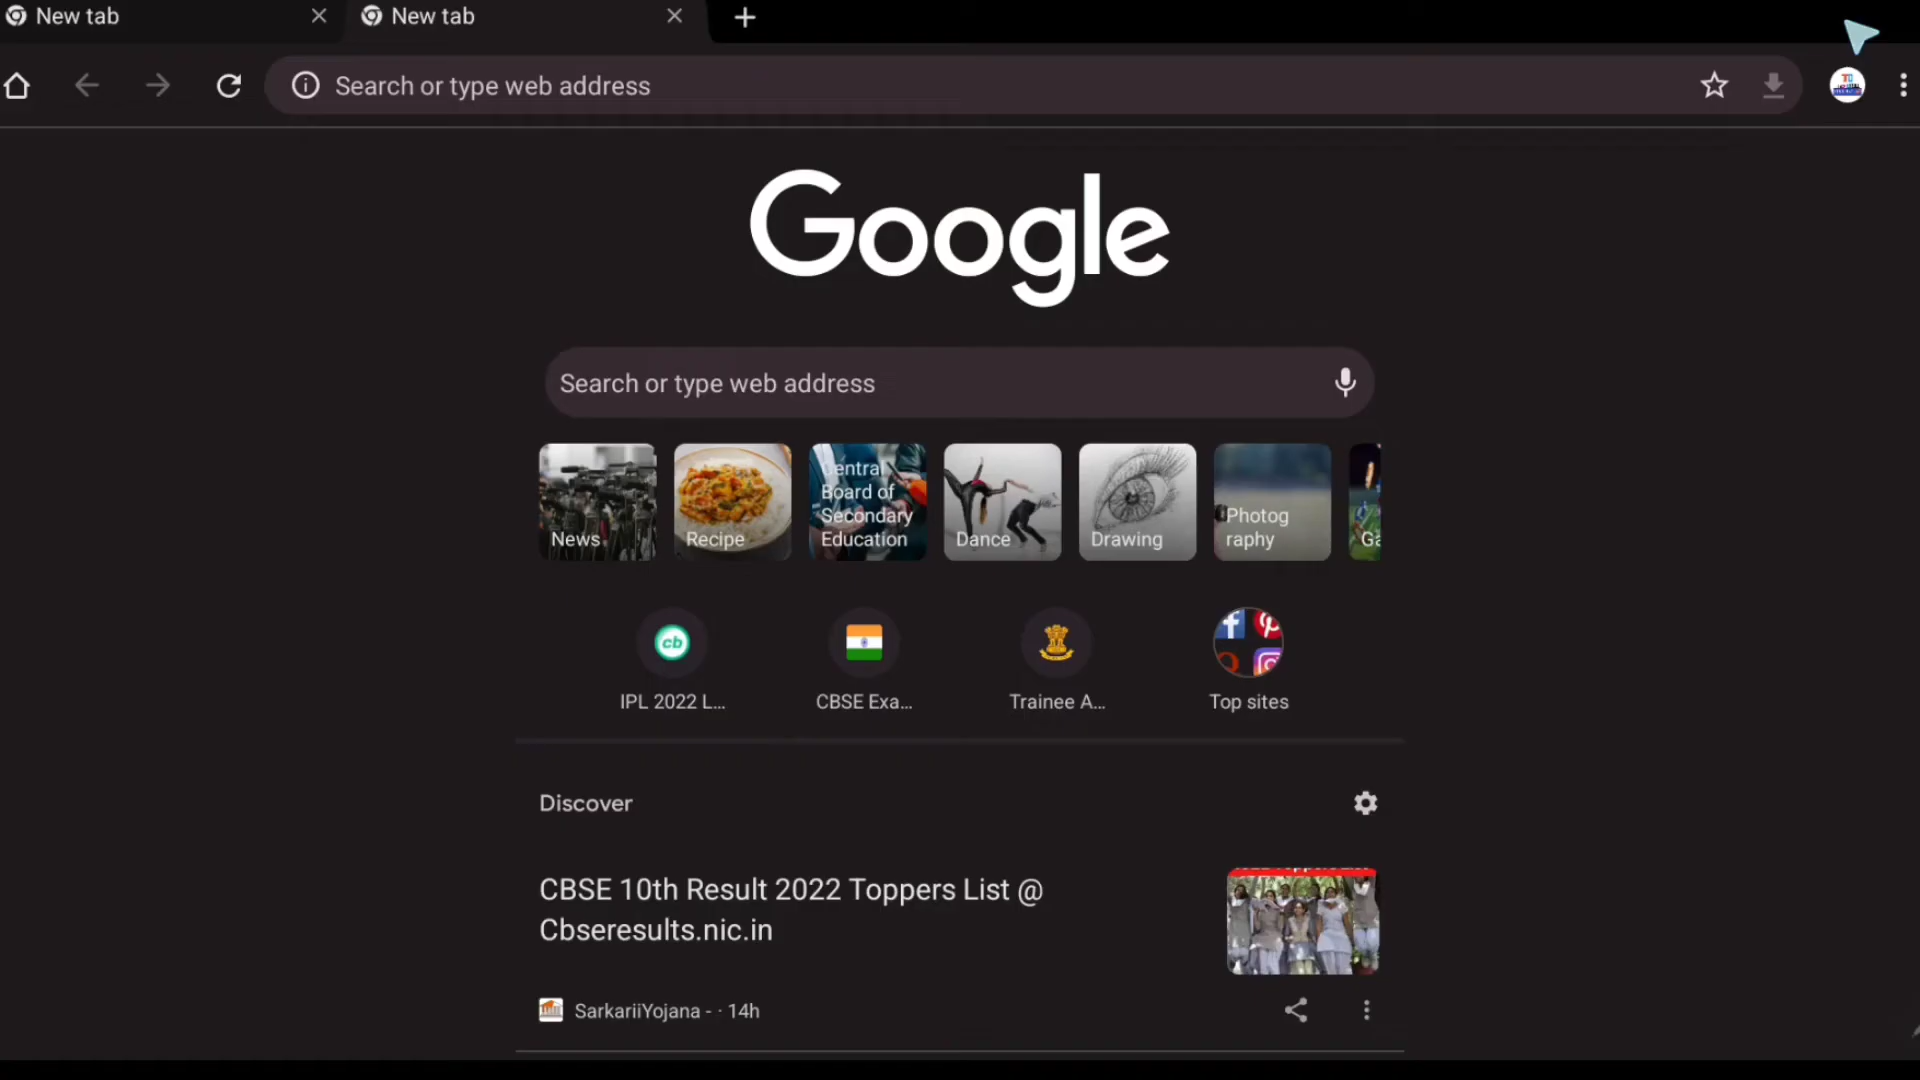 New tab
New tab
Search or type web address
Google
Search or type web address
News
Recipe
Central
Board of
Secondary
Education
Dance
Drawing
Photog
raphy
Ga
IPL 2022 L...
CBSE Exa...
Trainee A...
Top sites
Discover
CBSE 10th Result 2022 Toppers List @
Cbseresults.nic.in
SarkariiYojana - · 14h